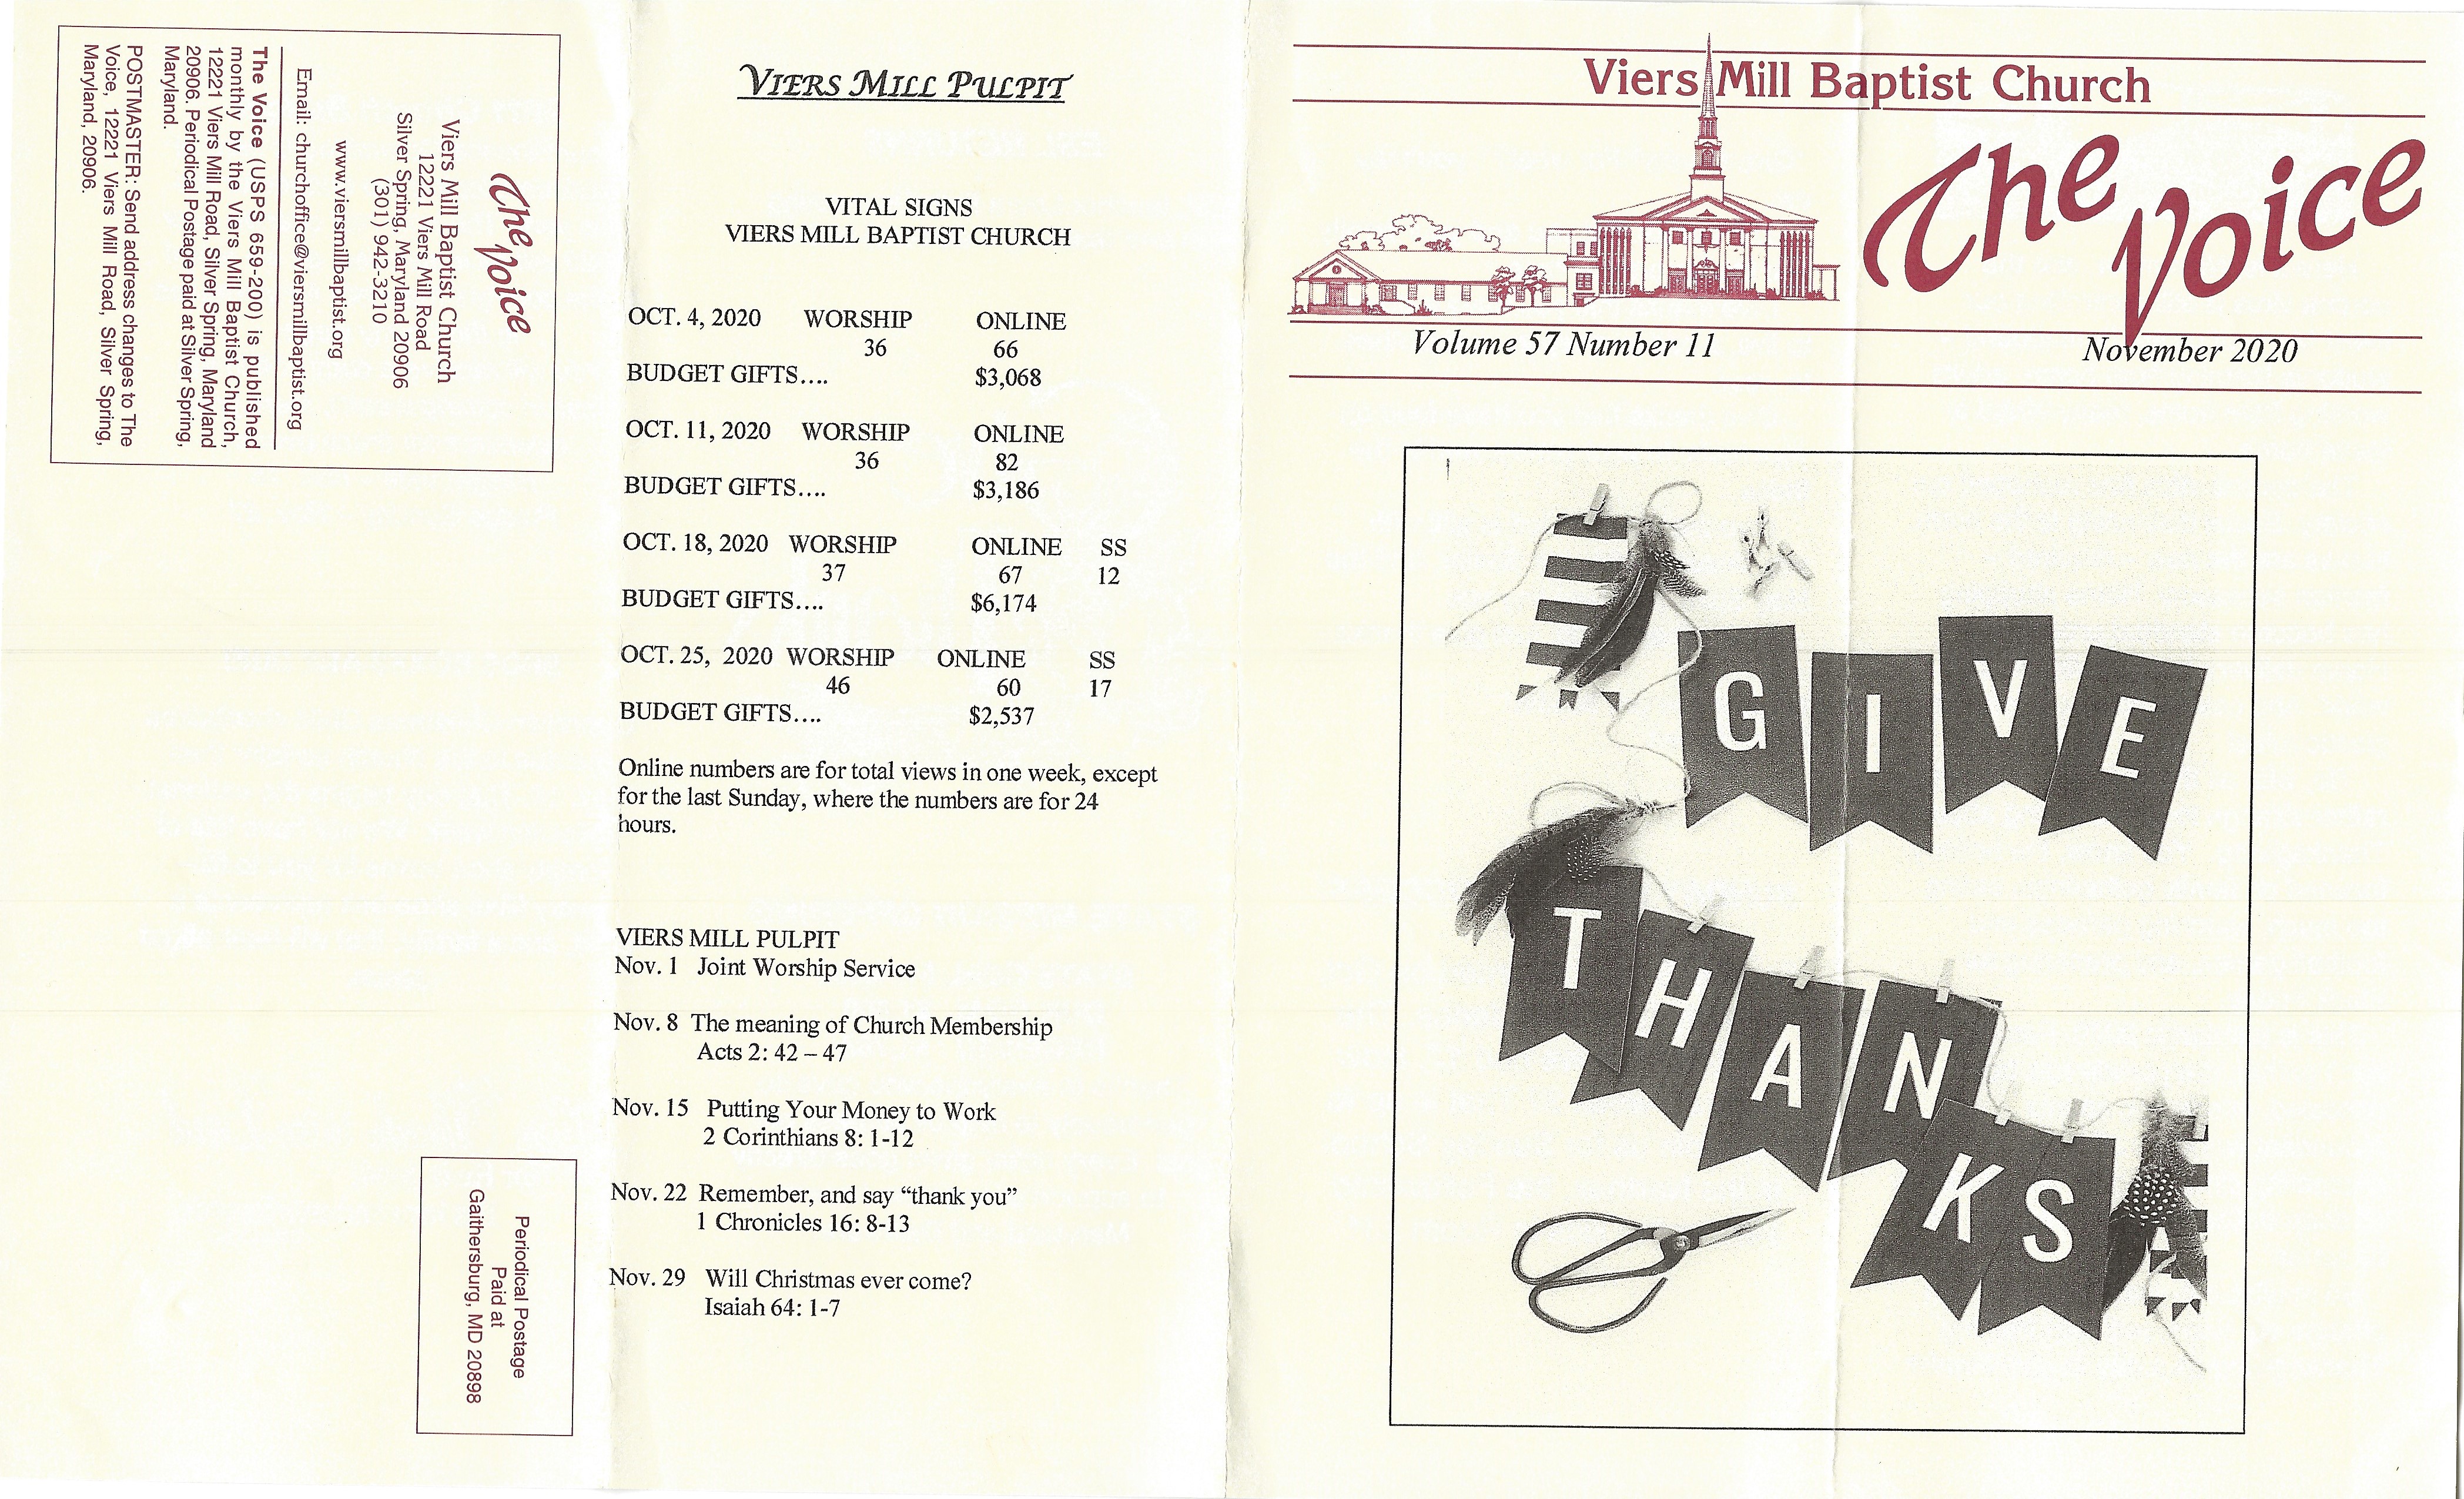 The Voice
Viers Mill Baptist Church
12221 Viers Mill Road
Silver Spring, Maryland 20906
(301) 942-3210
www.viersmillbaptist.org
Email: churchoffice@viersmillbaptist.org
The Voice (USPS 659-200) is published
monthly by the Viers Mill Baptist Church,
12221 Viers Mill Road, Silver Spring, Maryland
20906. Periodical Postage paid at Silver Spring,
Maryland.
POSTMASTER: Send address changes to The
Voice, 12221 Viers Mill Road, Silver Spring,
Maryland, 20906.
Periodical Postage
Paid at
Gaithersburg, MD 20898
VIERS MILL PULPIT
VITAL SIGNS
VIERS MILL BAPTIST CHURCH
OCT. 4, 2020 WORSHIP ONLINE
36 66
BUDGET GIFTS.... $3,068
OCT. 11, 2020 WORSHIP ONLINE
36 82
BUDGET GIFTS.... $3,186
OCT. 18, 2020 WORSHIP ONLINE SS
37 67 12
BUDGET GIFTS.... $6,174
OCT. 25, 2020 WORSHIP ONLINE SS
46 60 17
BUDGET GIFTS.... $2,537
Online numbers are for total views in one week, except
for the last Sunday, where the numbers are for 24
hours.
VIERS MILL PULPIT
Nov. 1 Joint Worship Service
Nov. 8 The meaning of Church Membership
Acts 2: 42 – 47
Nov. 15 Putting Your Money to Work
2 Corinthians 8: 1-12
Nov. 22 Remember, and say “thank you”
1 Chronicles 16: 8-13
Nov. 29 Will Christmas ever come?
Isaiah 64: 1-7
Viers Mill Baptist Church
The Voice
Volume 57 Number 11 November 2020
GIVE
THANKS